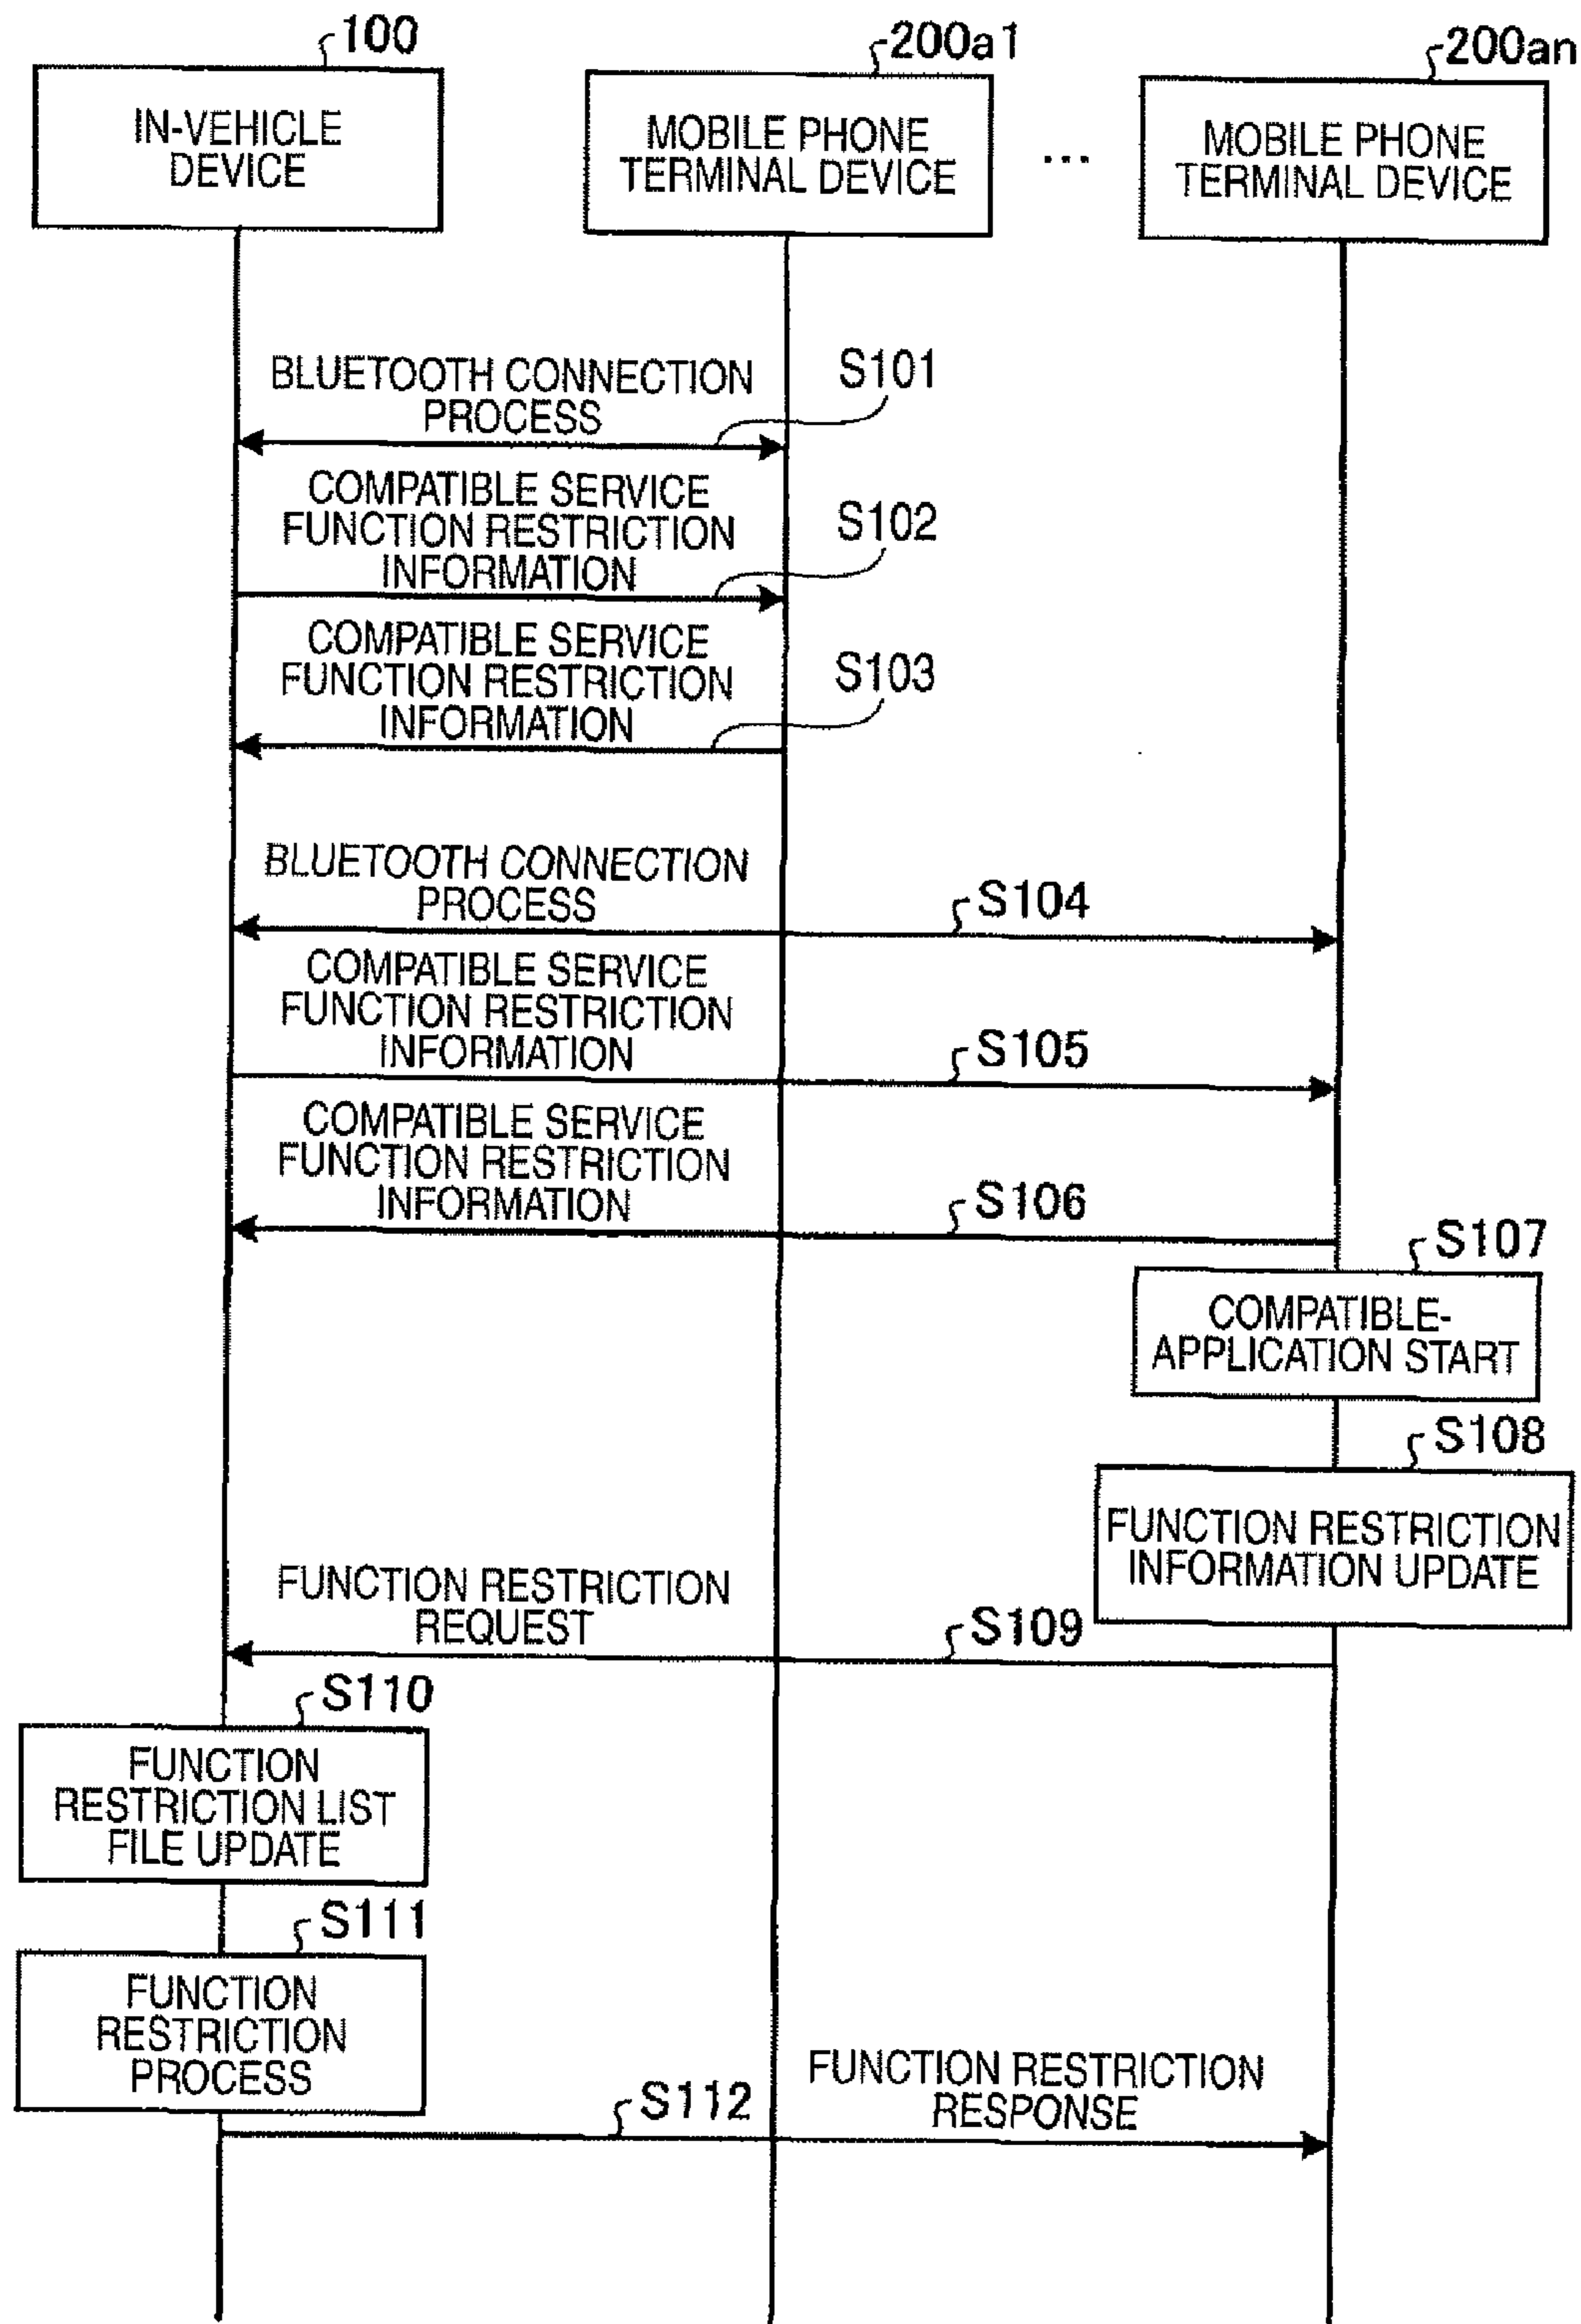 100
200a1
200an
IN-VEHICLE
DEVICE
MOBILE PHONE
TERMINAL DEVICE
...
MOBILE PHONE
TERMINAL DEVICE
BLUETOOTH CONNECTION
PROCESS
S101
COMPATIBLE SERVICE
FUNCTION RESTRICTION
INFORMATION
S102
COMPATIBLE SERVICE
FUNCTION RESTRICTION
INFORMATION
S103
BLUETOOTH CONNECTION
PROCESS
S104
COMPATIBLE SERVICE
FUNCTION RESTRICTION
INFORMATION
S105
COMPATIBLE SERVICE
FUNCTION RESTRICTION
INFORMATION
S106
S107
COMPATIBLE-
APPLICATION START
S108
FUNCTION RESTRICTION
INFORMATION UPDATE
FUNCTION RESTRICTION
REQUEST
S109
S110
FUNCTION
RESTRICTION LIST
FILE UPDATE
S111
FUNCTION
RESTRICTION
PROCESS
S112
FUNCTION RESTRICTION
RESPONSE